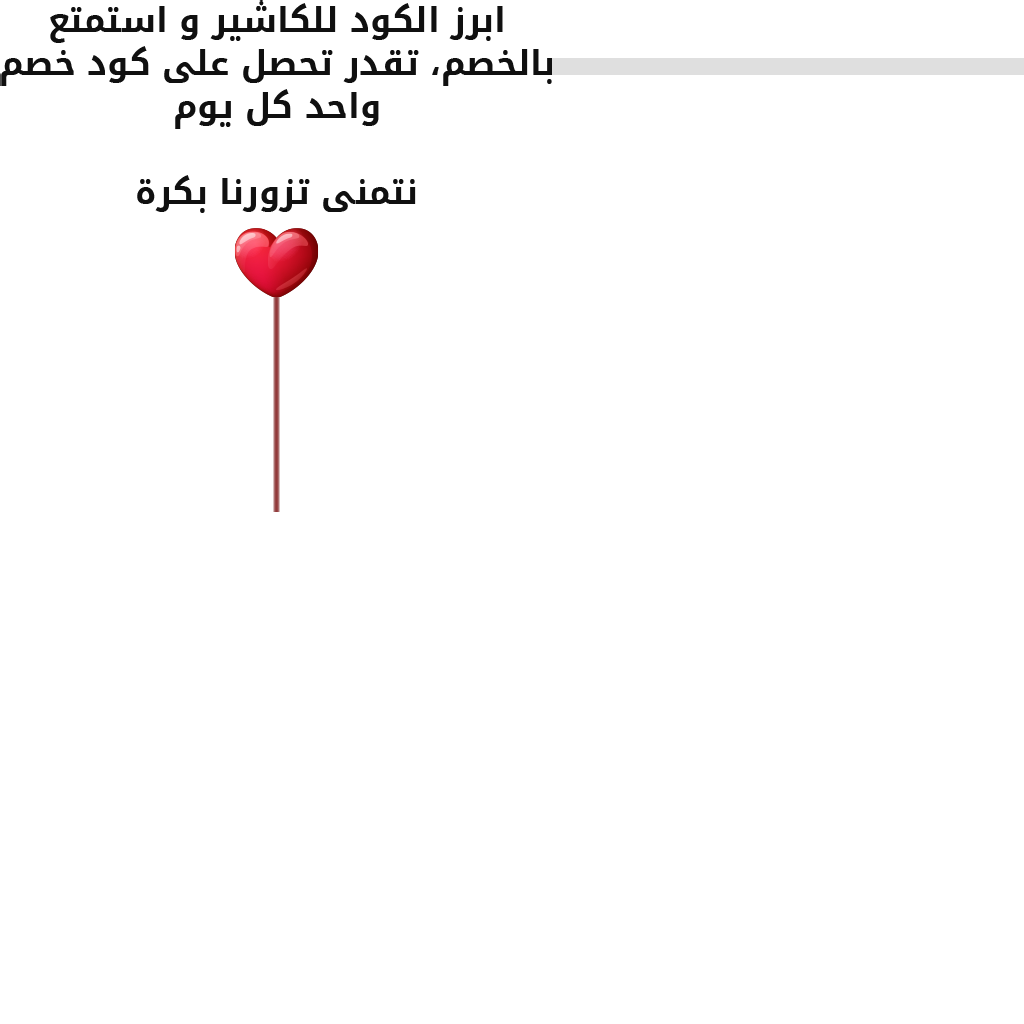 ابرز الكود للكاشير و استمتع
بالخصم، تقدر تحصل على كود خصم
واحد كل يوم
نتمنى تزورنا بكرة